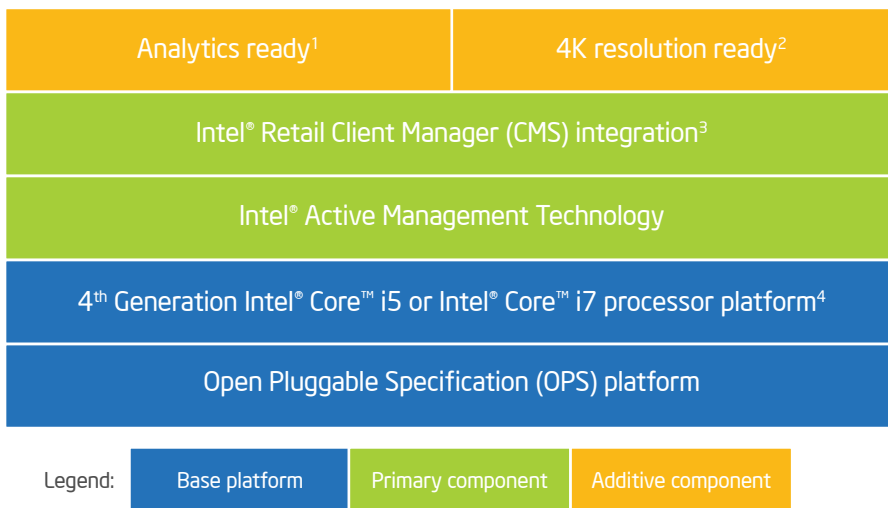 Analytics ready¹
4K resolution ready²
Intel® Retail Client Manager (CMS) integration³
Intel® Active Management Technology
4ᵗʰ Generation Intel® Core™ i5 or Intel® Core™ i7 processor platform⁴
Open Pluggable Specification (OPS) platform
Legend:
Base platform
Primary component
Additive component